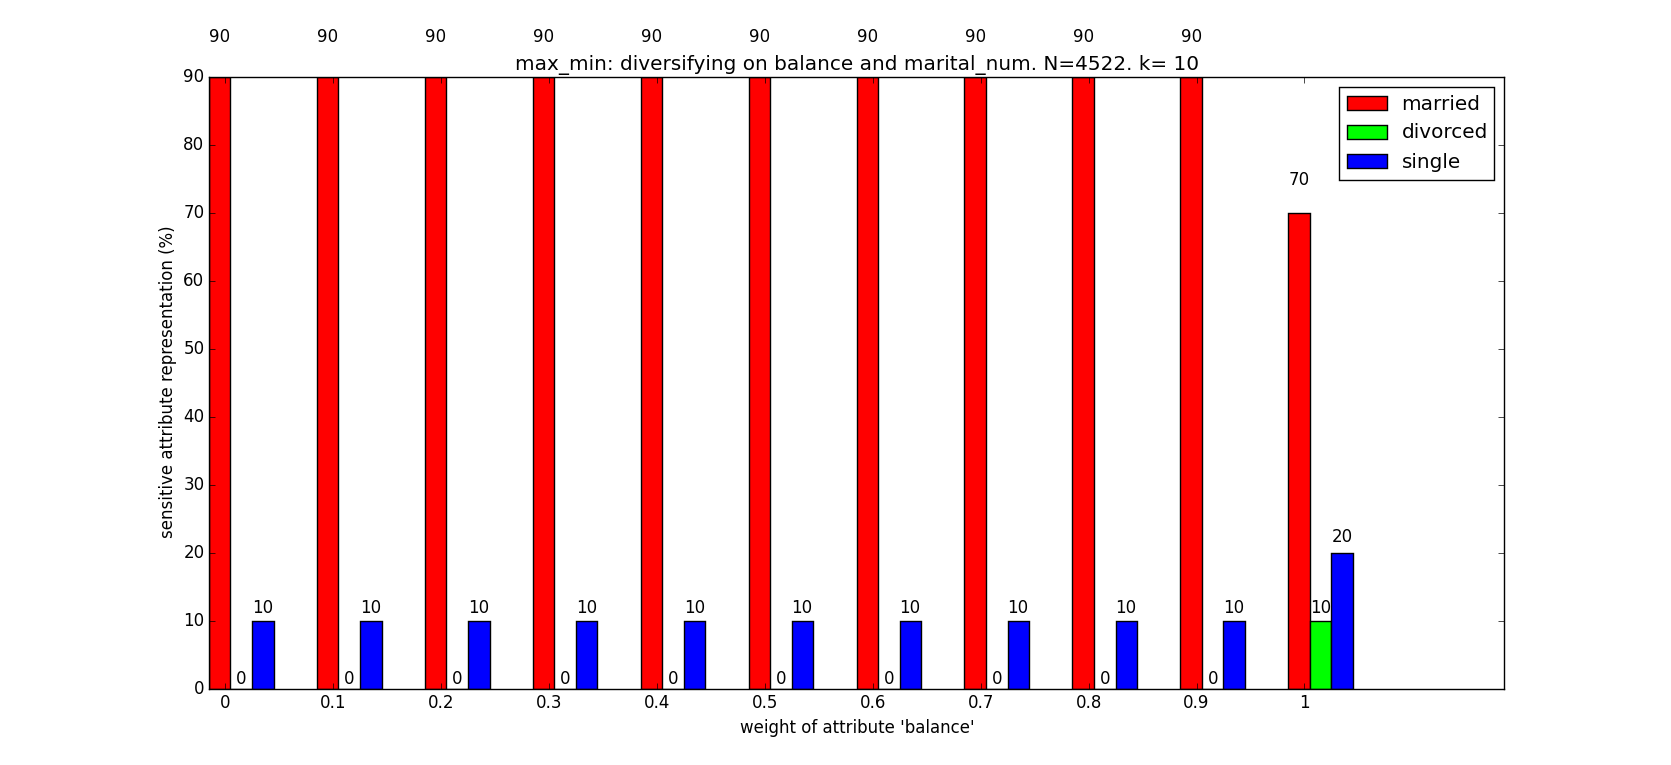 90 90 90 90 90 90 90 90 90 90
max_min: diversifying on balance and marital_num. N=4522. k= 10
90
married
divorced
single
80
70
70
60
50
40
30
20
20
10
10 10 10 10 10 10 10 10 10 10 10
0 0 0 0 0 0 0 0 0 0
0
0 0.1 0.2 0.3 0.4 0.5 0.6 0.7 0.8 0.9 1
sensitive attribute representation (%)
weight of attribute 'balance'